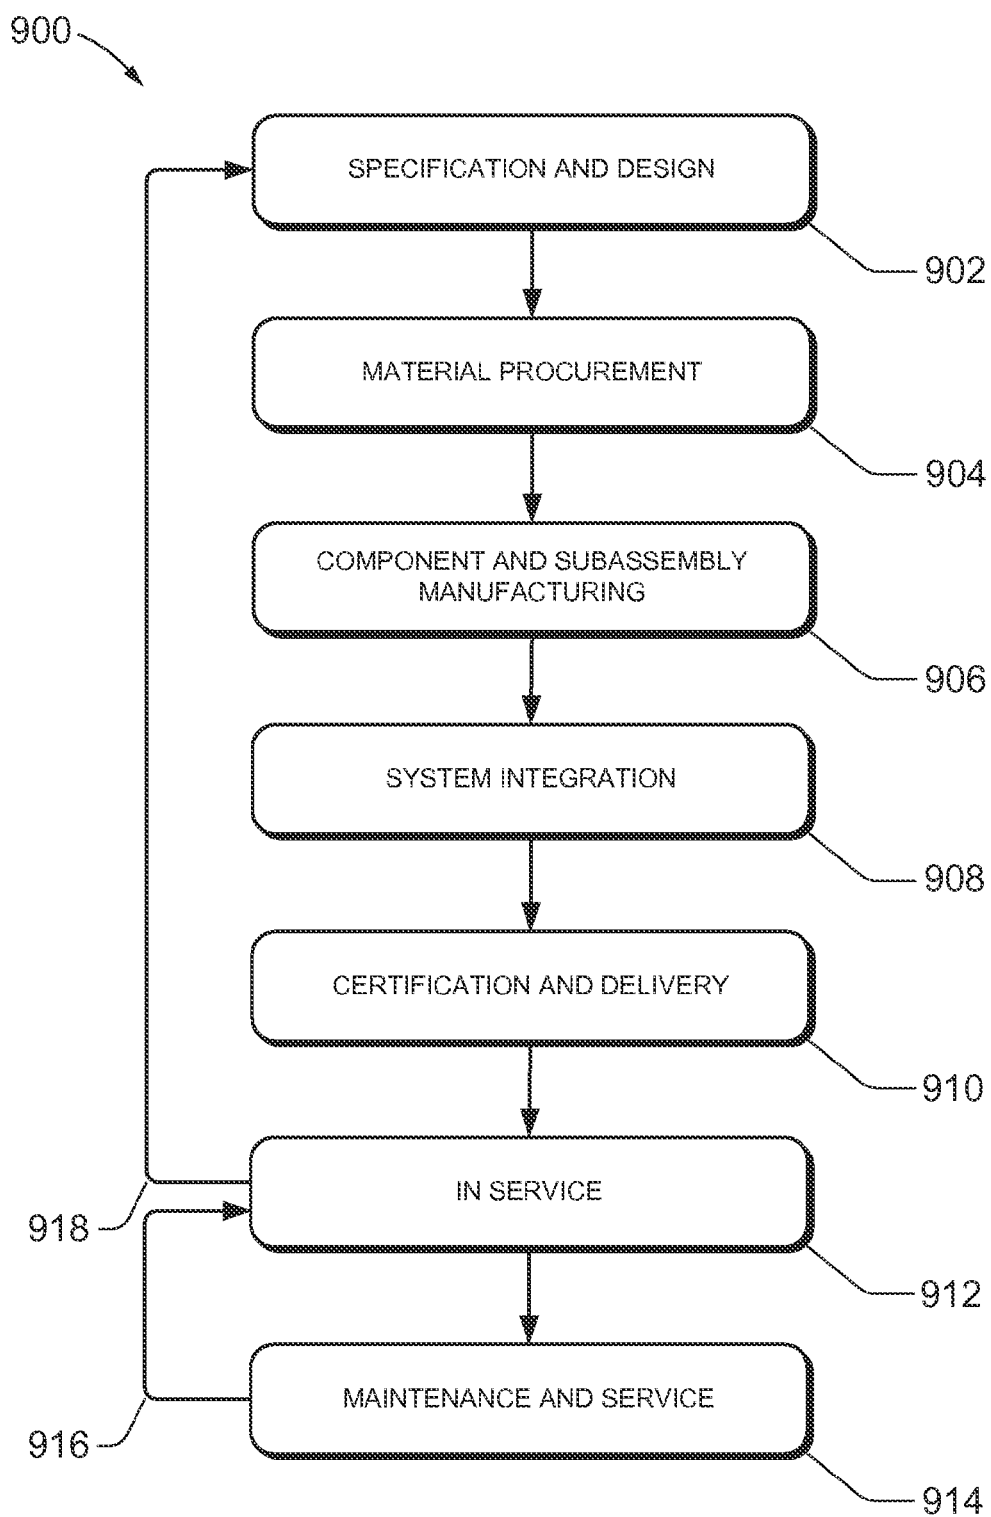 900
SPECIFICATION AND DESIGN
902
MATERIAL PROCUREMENT
904
COMPONENT AND SUBASSEMBLY
MANUFACTURING
906
SYSTEM INTEGRATION
908
CERTIFICATION AND DELIVERY
910
IN SERVICE
918
912
MAINTENANCE AND SERVICE
916
914